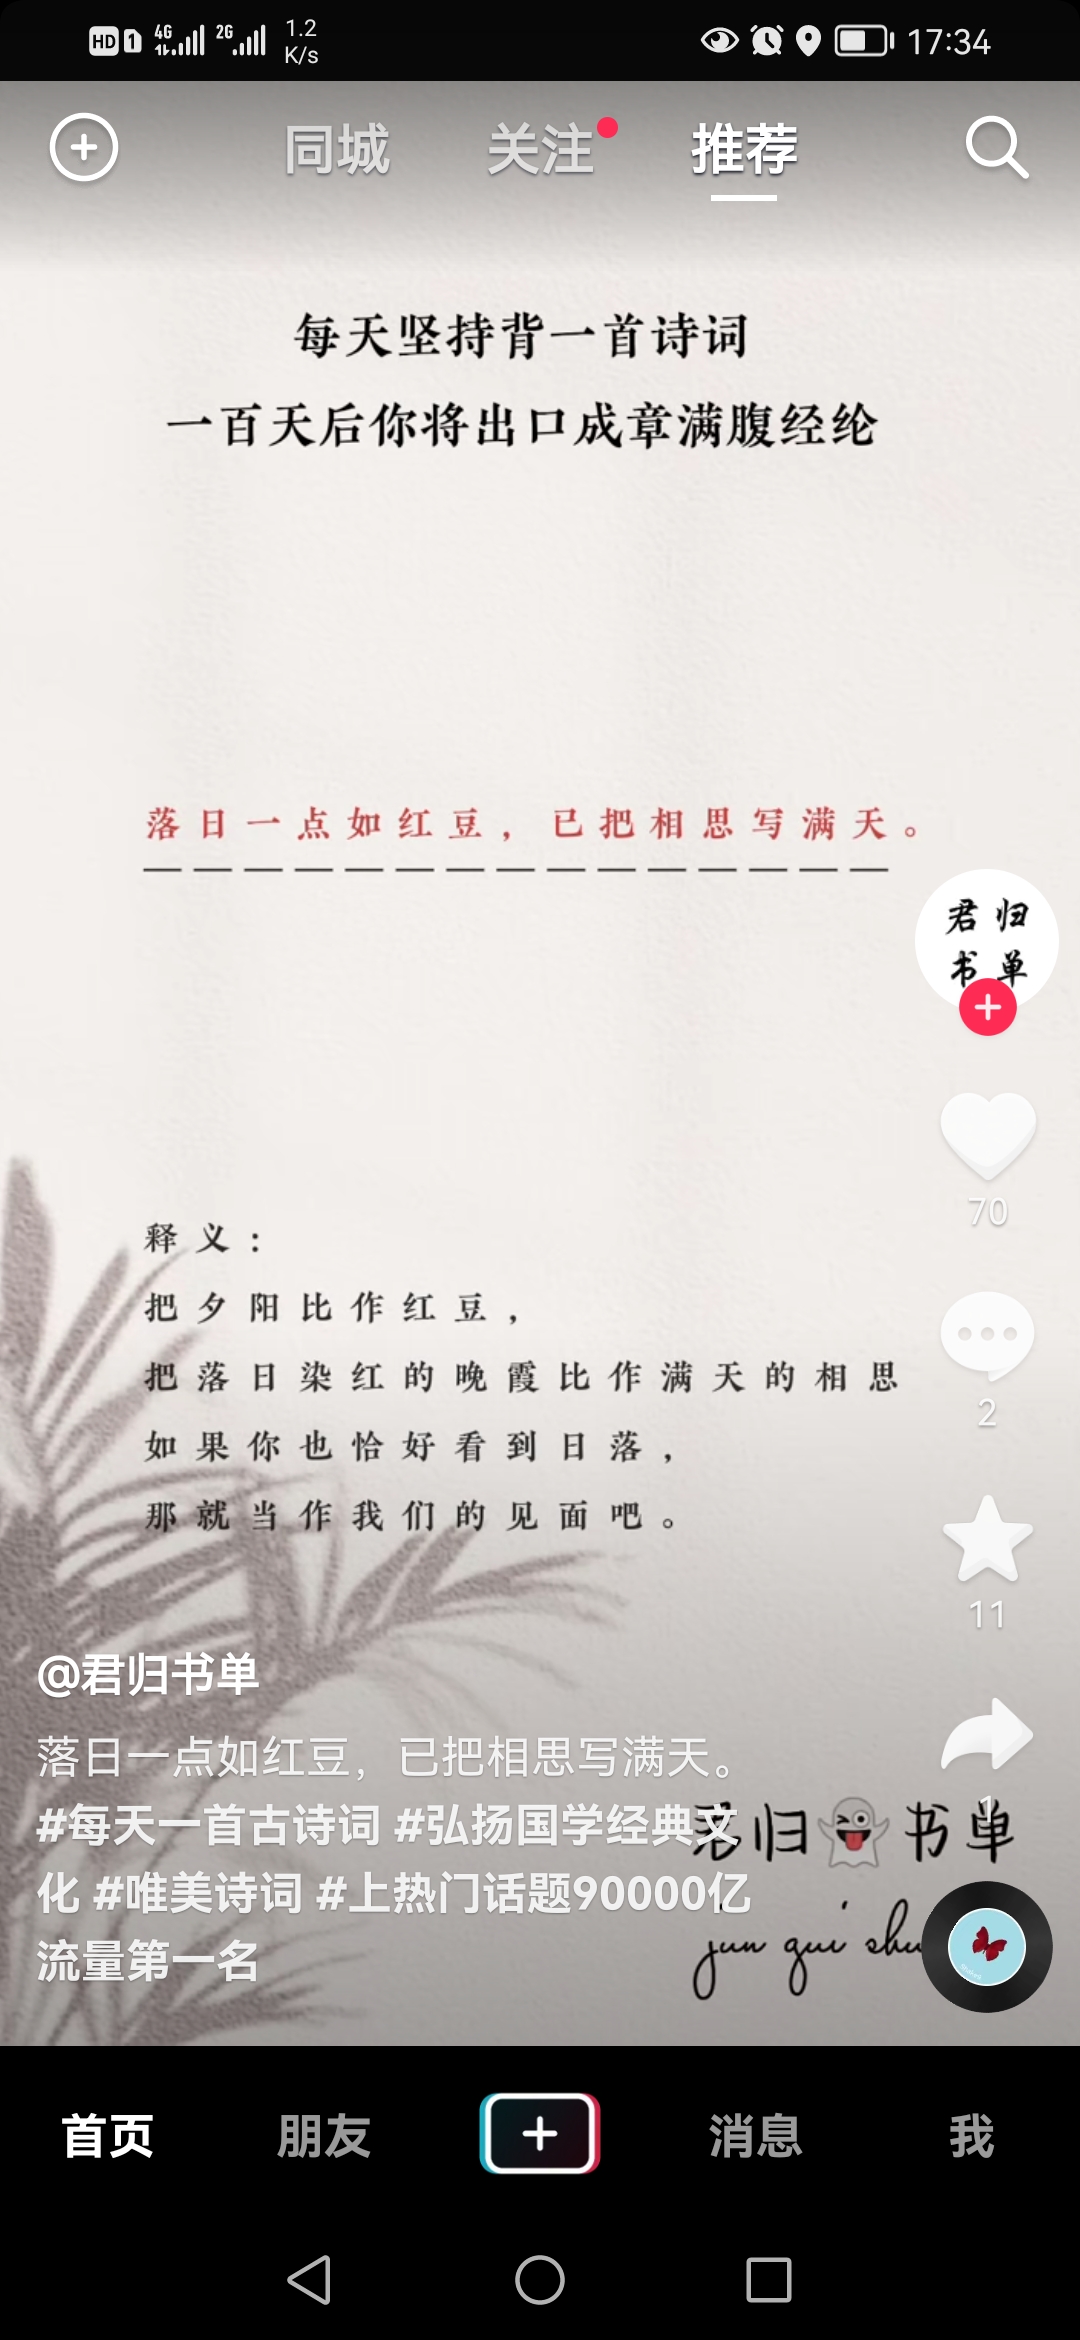 HD 1 4G 2G 1.2 K/s 17:34
同城 关注 推荐
每天坚持背一首诗词
一百天后你将出口成章满腹经纶
落日一点如红豆，已把相思写满天。
君归
书单
70
释义：
把夕阳比作红豆，
把落日染红的晚霞比作满天的相思
如果你也恰好看到日落，
那就当作我们的见面吧。
2
11
@君归书单
落日一点如红豆，已把相思写满天。
#每天一首古诗词 #弘扬国学经典文
化 #唯美诗词 #上热门话题90000亿
流量第一名
1
君归👻书单
jun gui shu
首页 朋友 消息 我